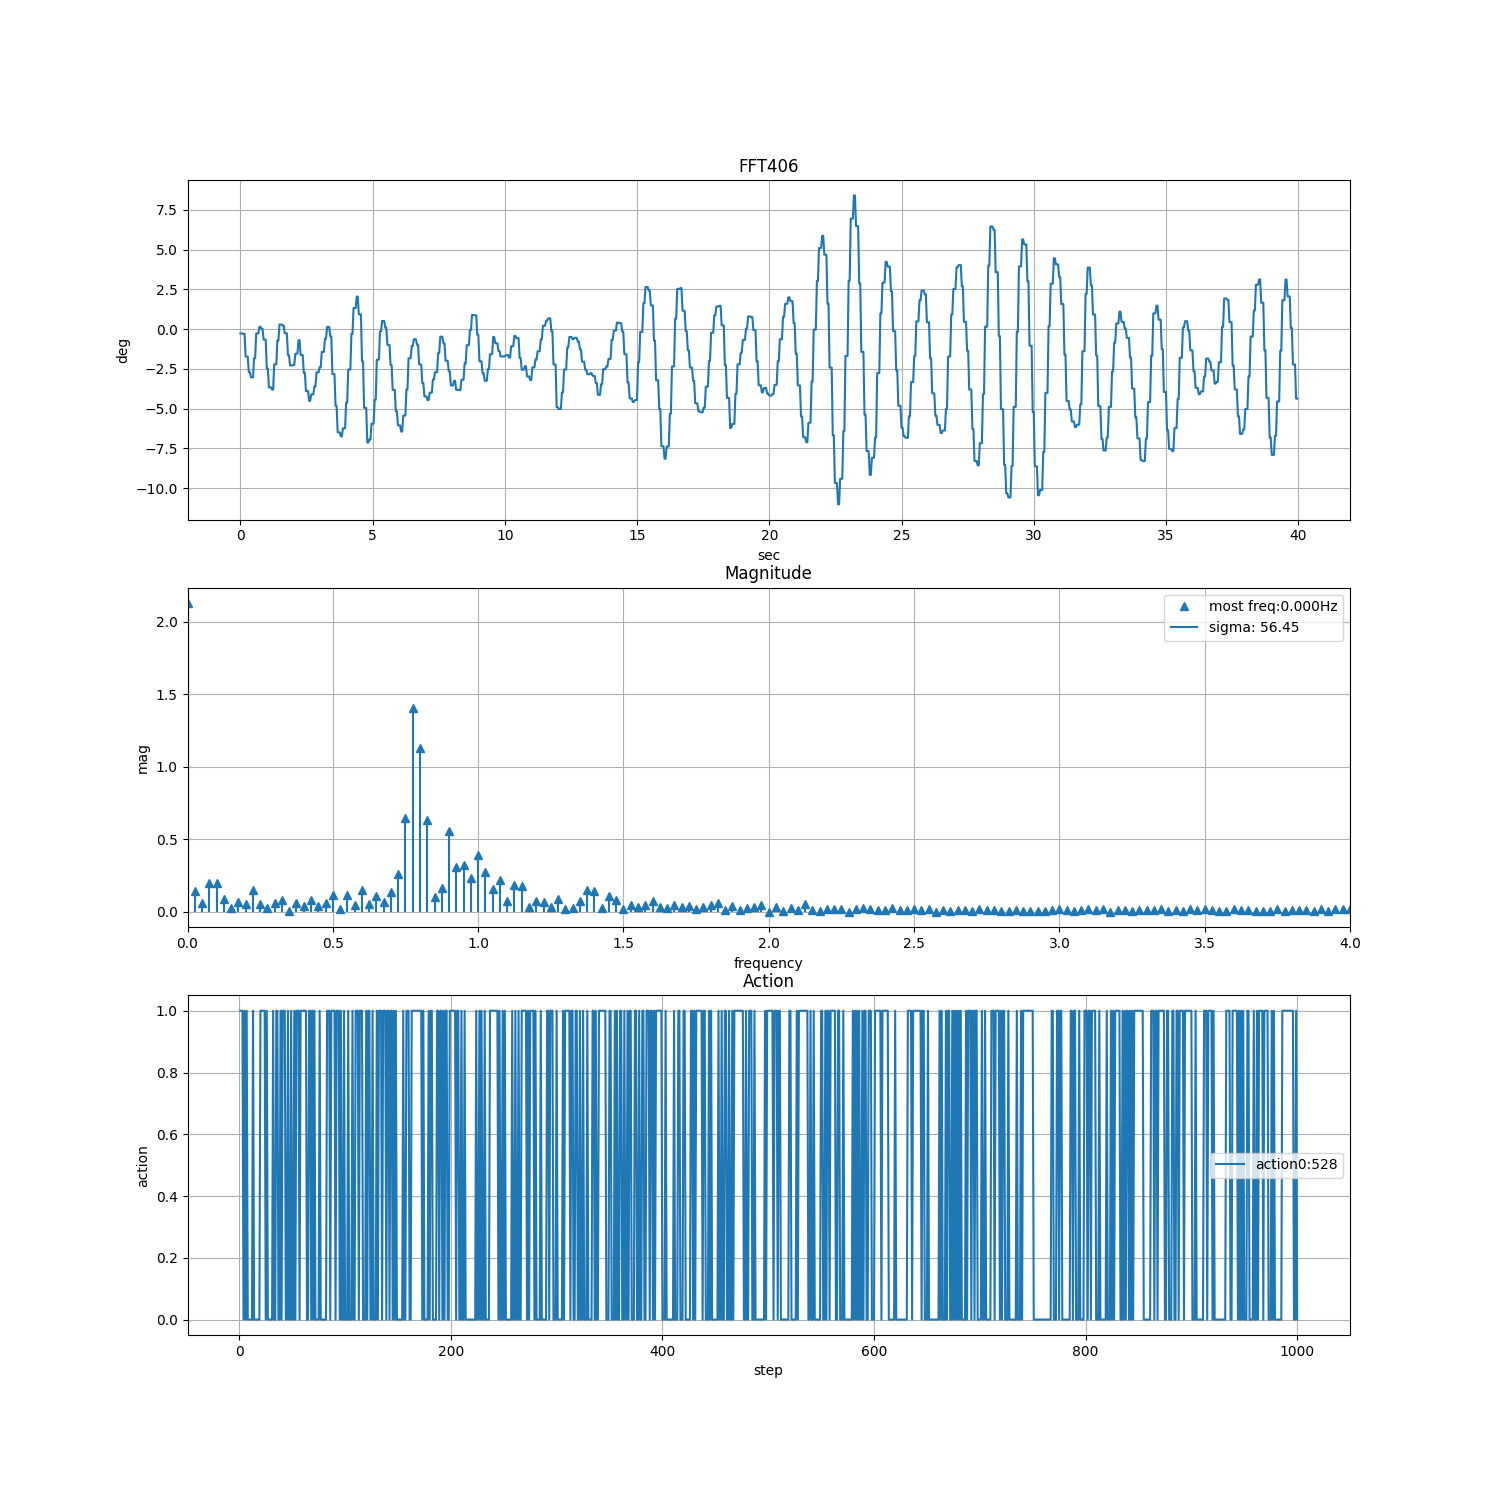 FFT406
7.5
5.0
2.5
0.0
−2.5
−5.0
−7.5
−10.0
deg
0 5 10 15 20 25 30 35 40
sec
Magnitude
most freq:0.000Hz
sigma: 56.45
2.0
1.5
1.0
0.5
0.0
mag
0.0 0.5 1.0 1.5 2.0 2.5 3.0 3.5 4.0
frequency
Action
1.0
0.8
0.6
0.4
0.2
0.0
action
action0:528
0 200 400 600 800 1000
step